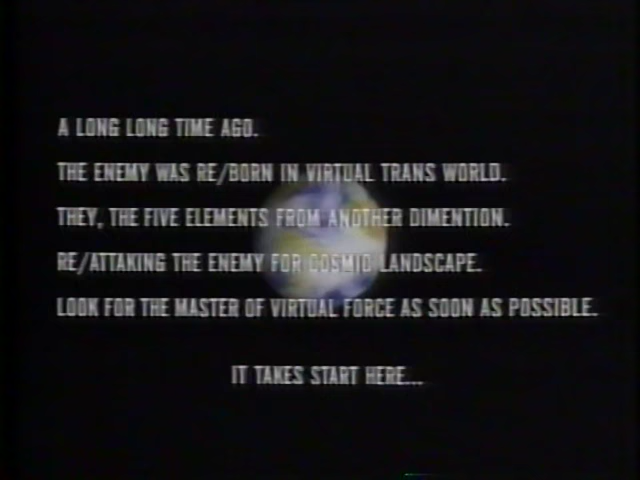 A LONG LONG TIME AGO.
THE ENEMY WAS RE/BORN IN VIRTUAL TRANS WORLD.
THEY, THE FIVE ELEMENTS FROM ANOTHER DIMENTION.
RE/ATTAKING THE ENEMY FOR COSMIC LANDSCAPE.
LOOK FOR THE MASTER OF VIRTUAL FORCE AS SOON AS POSSIBLE.
IT TAKES START HERE...